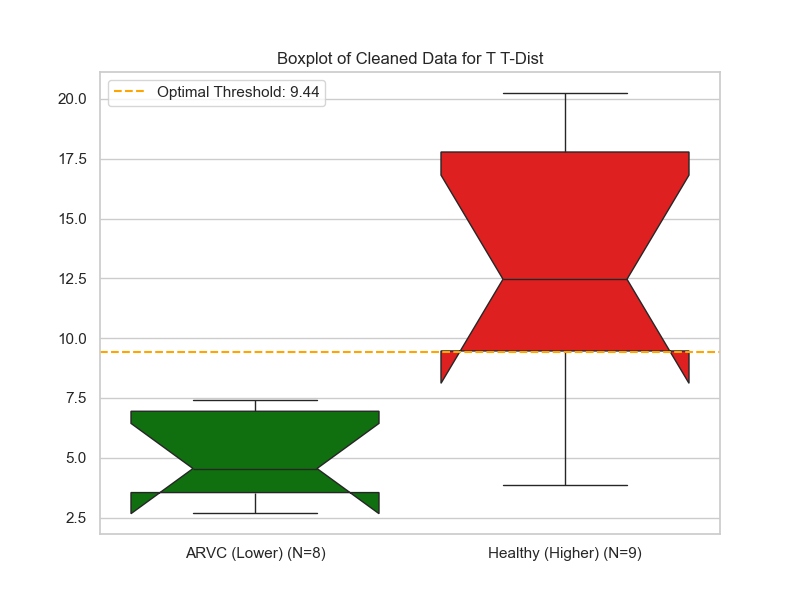 Boxplot of Cleaned Data for T T-Dist
Optimal Threshold: 9.44
20.0
17.5
15.0
12.5
10.0
7.5
5.0
2.5
ARVC (Lower) (N=8)
Healthy (Higher) (N=9)